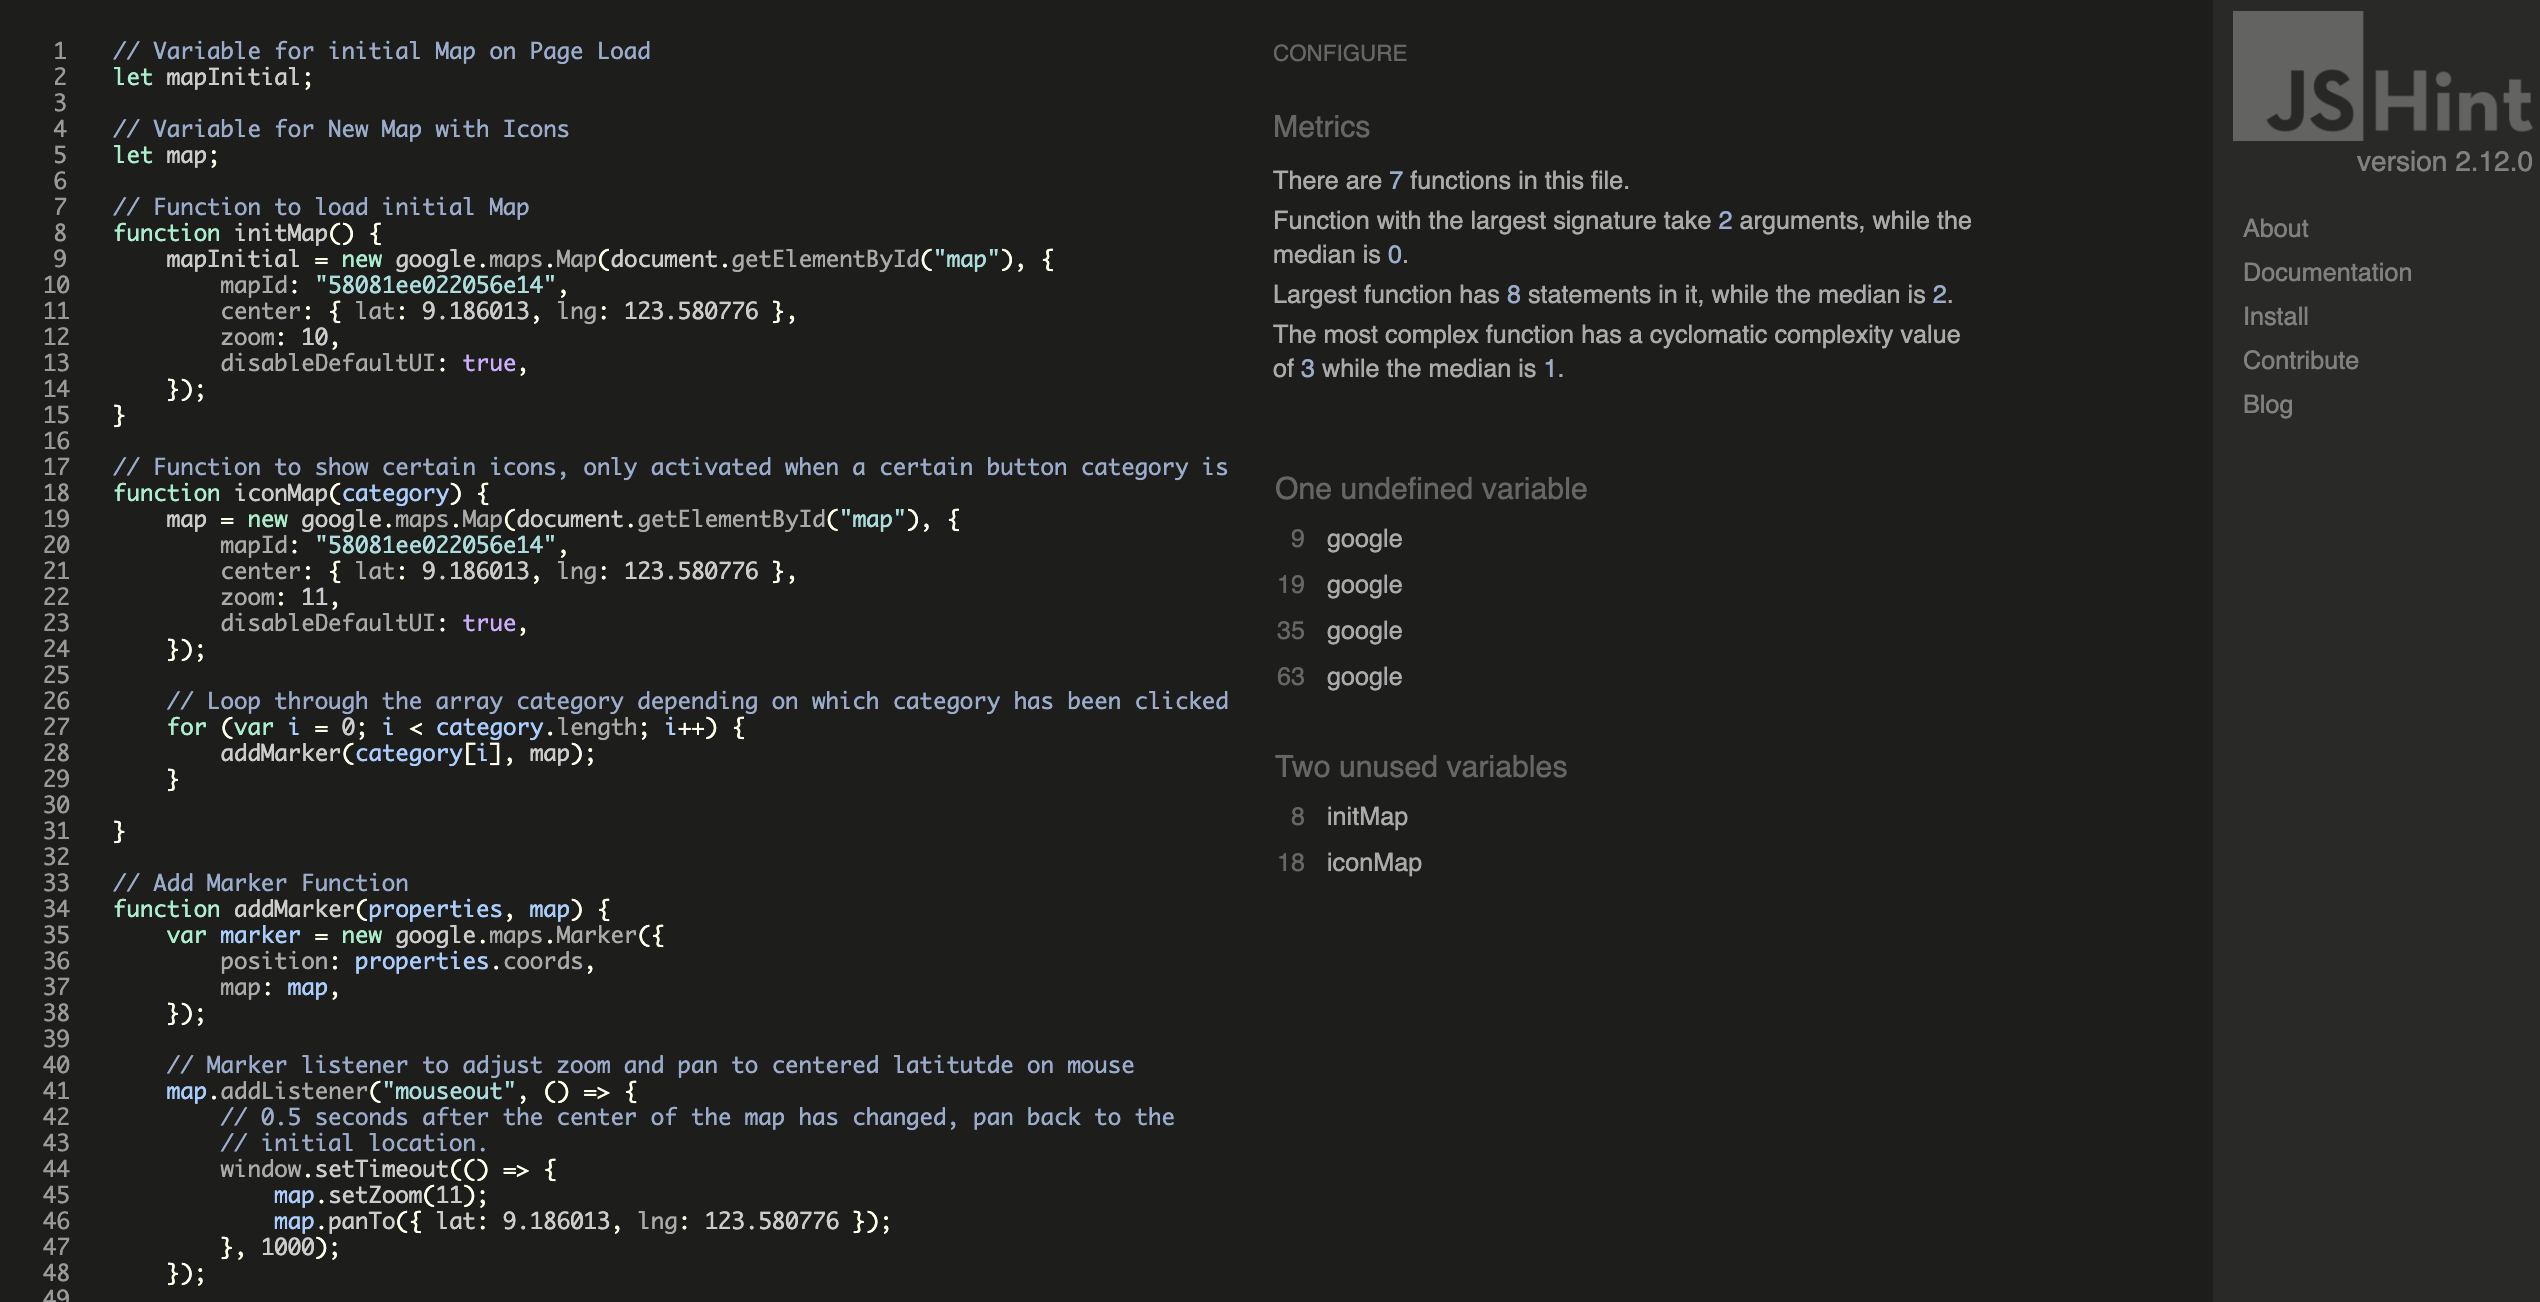 1 // Variable for initial Map on Page Load
2 let mapInitial;
3
4 // Variable for New Map with Icons
5 let map;
6
7 // Function to load initial Map
8 function initMap() {
9     mapInitial = new google.maps.Map(document.getElementById("map"), {
10         mapId: "58081ee022056e14",
11         center: { lat: 9.186013, lng: 123.580776 },
12         zoom: 10,
13         disableDefaultUI: true,
14     });
15 }
16
17 // Function to show certain icons, only activated when a certain button category is
18 function iconMap(category) {
19     map = new google.maps.Map(document.getElementById("map"), {
20         mapId: "58081ee022056e14",
21         center: { lat: 9.186013, lng: 123.580776 },
22         zoom: 11,
23         disableDefaultUI: true,
24     });
25
26     // Loop through the array category depending on which category has been clicked
27     for (var i = 0; i < category.length; i++) {
28         addMarker(category[i], map);
29     }
30
31 }
32
33 // Add Marker Function
34 function addMarker(properties, map) {
35     var marker = new google.maps.Marker({
36         position: properties.coords,
37         map: map,
38     });
39
40     // Marker listener to adjust zoom and pan to centered latitutde on mouse
41     map.addListener("mouseout", () => {
42         // 0.5 seconds after the center of the map has changed, pan back to the
43         // initial location.
44         window.setTimeout(() => {
45             map.setZoom(11);
46             map.panTo({ lat: 9.186013, lng: 123.580776 });
47         }, 1000);
48     });
49
CONFIGURE
Metrics
There are 7 functions in this file.
Function with the largest signature take 2 arguments, while the
median is 0.
Largest function has 8 statements in it, while the median is 2.
The most complex function has a cyclomatic complexity value
of 3 while the median is 1.
One undefined variable
9 google
19 google
35 google
63 google
Two unused variables
8 initMap
18 iconMap
JSHint
version 2.12.0
About
Documentation
Install
Contribute
Blog